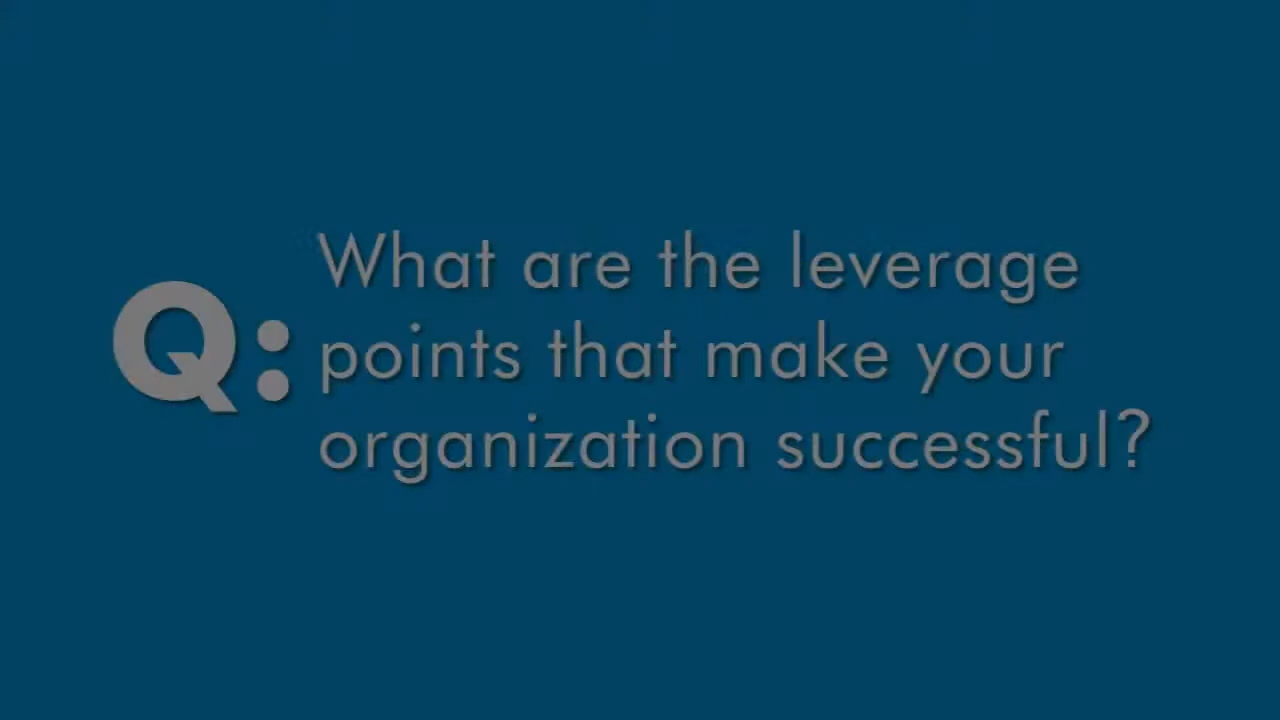 Q: What are the leverage
points that make your
organization successful?